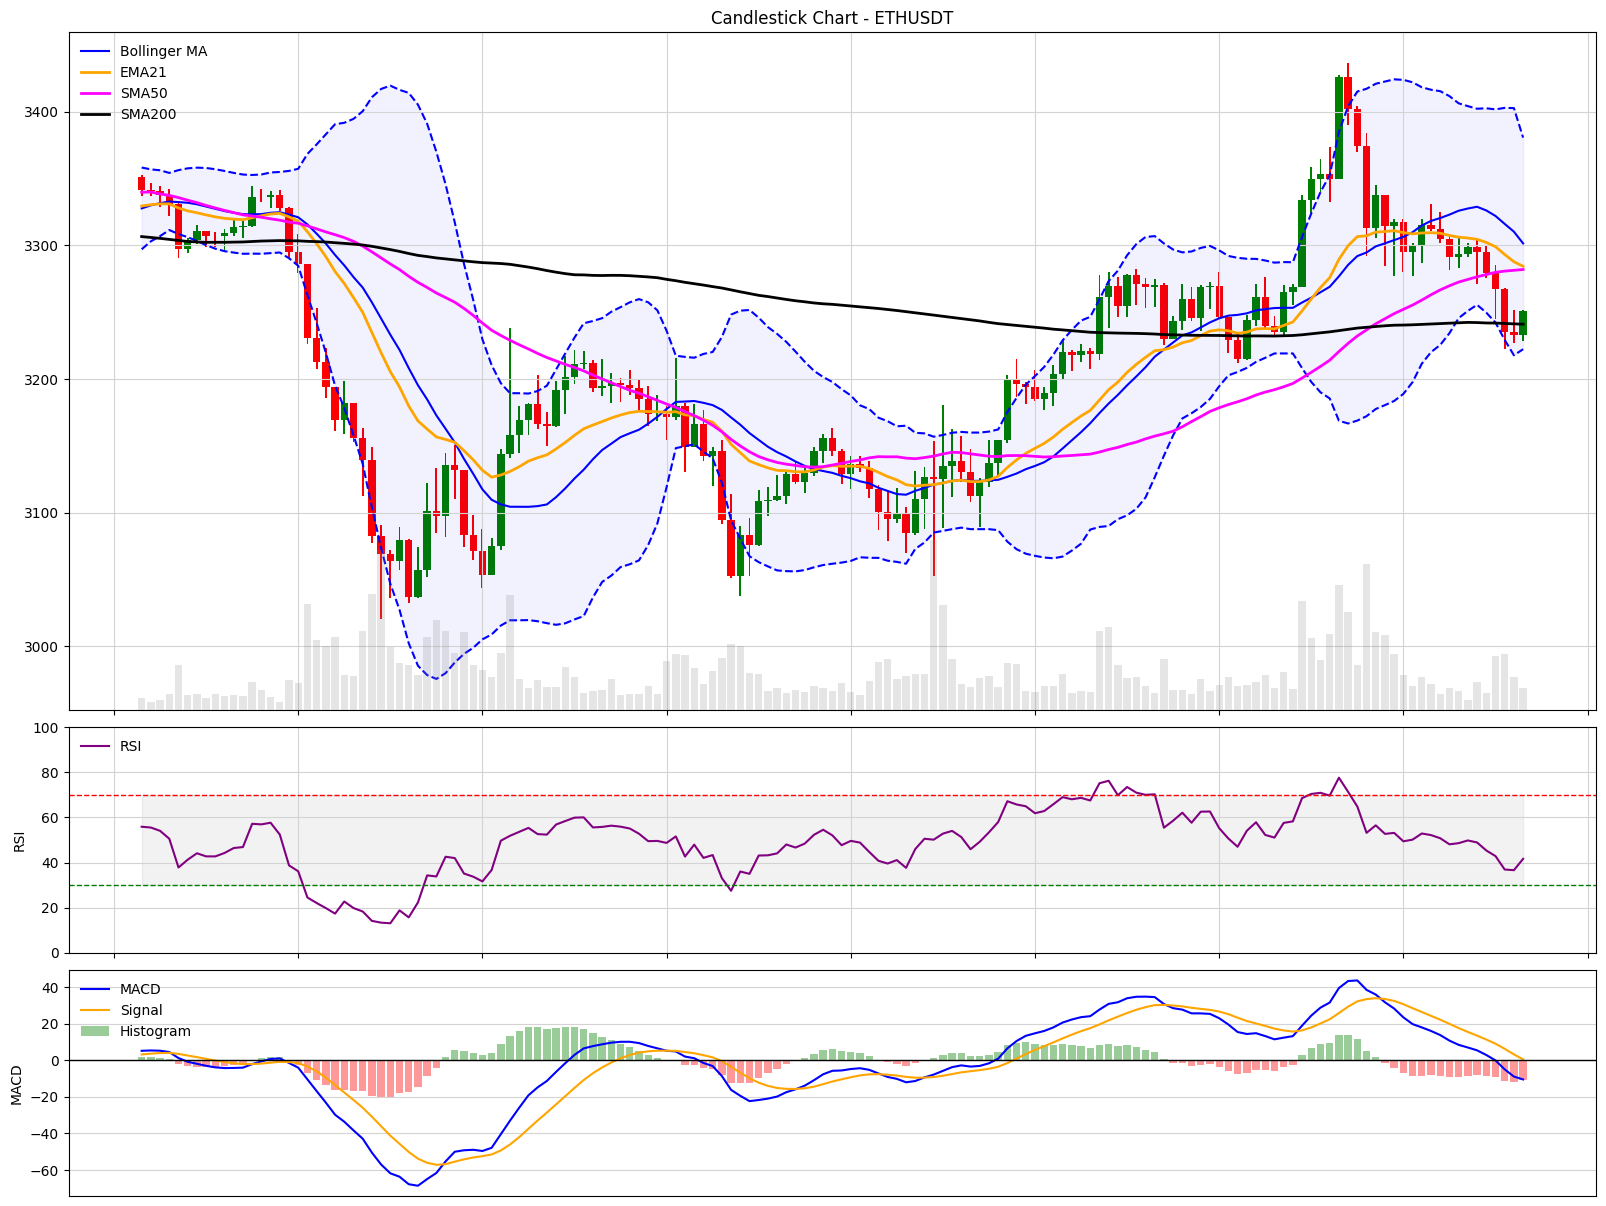 Candlestick Chart - ETHUSDT
Bollinger MA
EMA21
SMA50
SMA200
3400
3300
3200
3100
3000
RSI
100
80
60
40
20
0
RSI
MACD
Signal
Histogram
40
20
0
−20
−40
−60
MACD